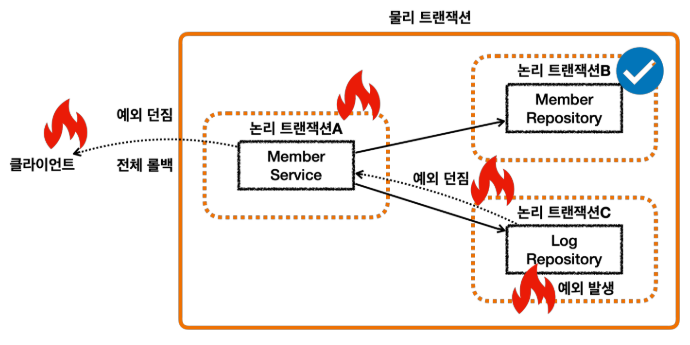 물리 트랜잭션
논리 트랜잭션B
Member
Repository
예외 던짐
논리 트랜잭션A
클라이언트
전체 롤백
Member
Service
예외 던짐
논리 트랜잭션C
Log
Repository
예외 발생